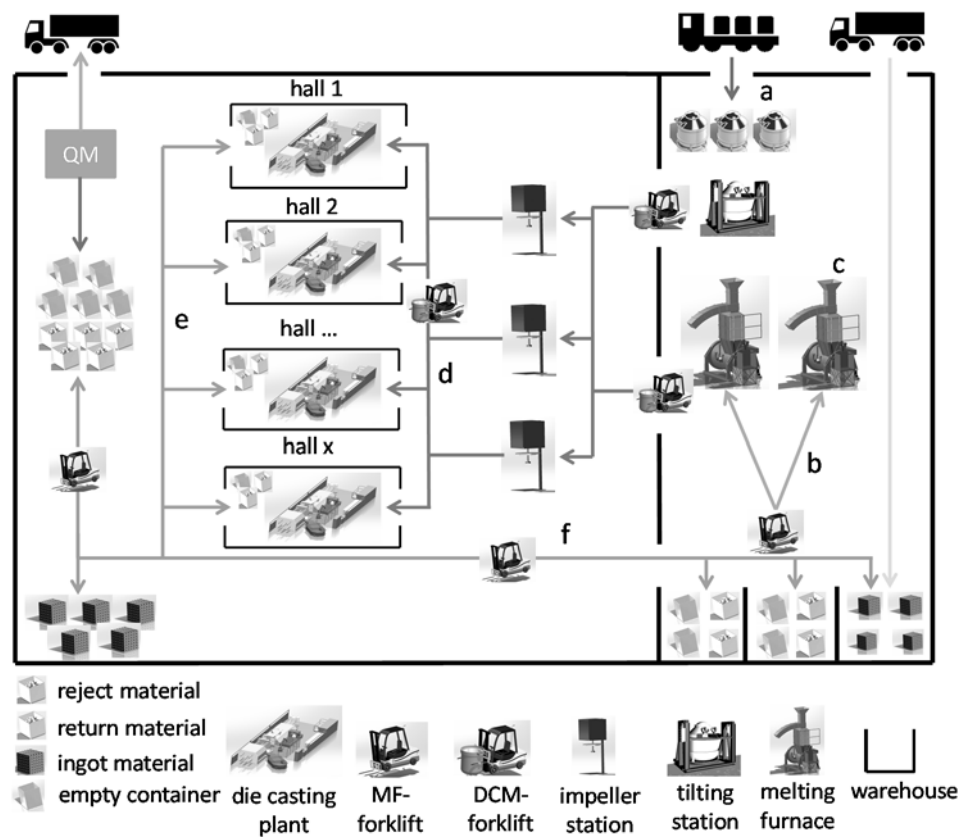 a
hall 1
QM
hall 2
c
e
hall ...
d
hall x
b
f
reject material
return material
ingot material
empty container
die casting
plant
MF-
forklift
DCM-
forklift
impeller
station
tilting
station
melting
furnace
warehouse